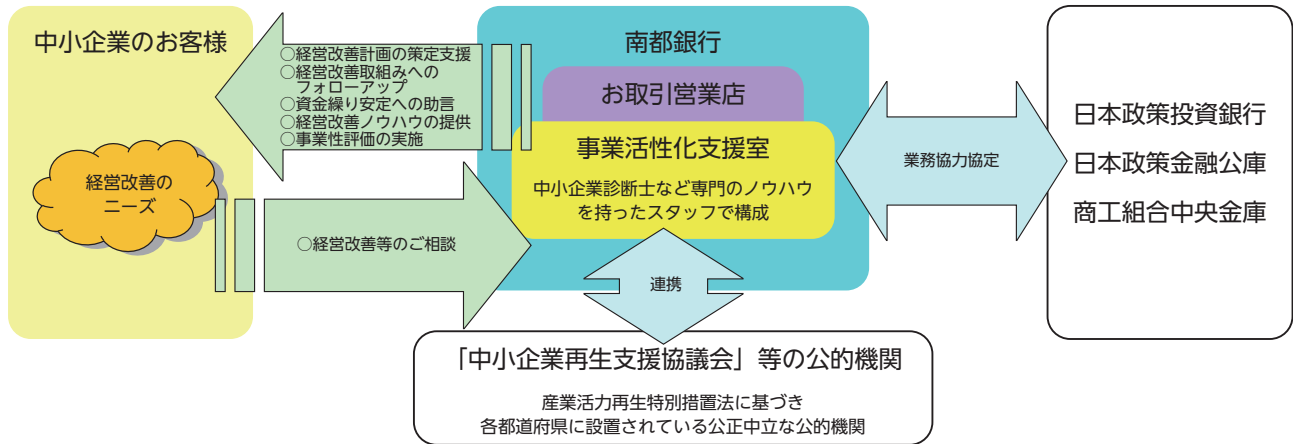 中小企業のお客様
経営改善の
ニーズ
○経営改善計画の策定支援
○経営改善取組みへの
フォローアップ
○資金繰り安定への助言
○経営改善ノウハウの提供
○事業性評価の実施
○経営改善等のご相談
南都銀行
お取引営業店
事業活性化支援室
中小企業診断士など専門のノウハウ
を持ったスタッフで構成
業務協力協定
日本政策投資銀行
日本政策金融公庫
商工組合中央金庫
連携
「中小企業再生支援協議会」等の公的機関
産業活力再生特別措置法に基づき
各都道府県に設置されている公正中立な公的機関